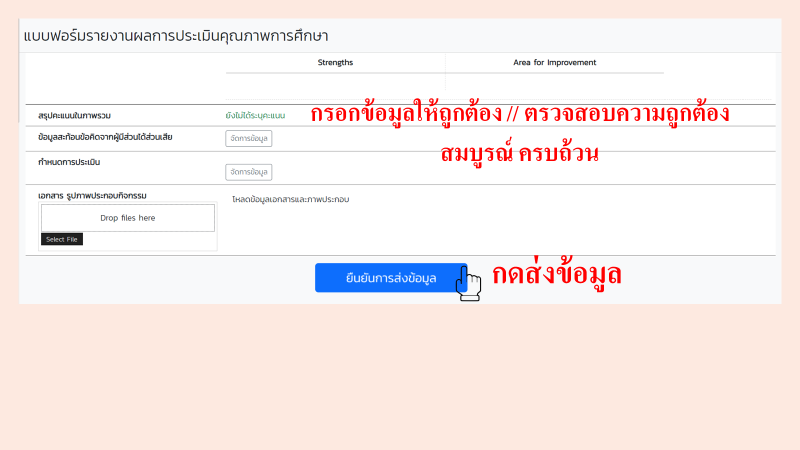 แบบฟอร์มรายงานผลการประเมินคุณภาพการศึกษา
Strengths Area for Improvement
สรุปคะแนนในภาพรวม ยังไม่ได้ระบุคะแนน
กรอกข้อมูลให้ถูกต้อง // ตรวจสอบความถูกต้อง
สมบูรณ์ ครบถ้วน
ข้อมูลสะท้อนข้อคิดจากผู้มีส่วนได้ส่วนเสีย จัดการข้อมูล
กำหนดการประเมิน
จัดการข้อมูล
เอกสาร รูปภาพประกอบกิจกรรม โหลดข้อมูลเอกสารและภาพประกอบ
Drop files here
Select File
ยืนยันการส่งข้อมูล กดส่งข้อมูล